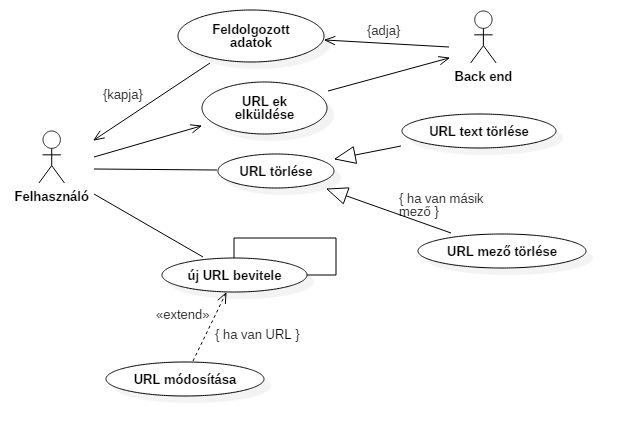 Feldolgozott
adatok
{adja}
Back end
{kapja}
URL ek
elküldése
URL text törlése
Felhasználó
URL törlése
{ ha van másik
mező }
URL mező törlése
új URL bevitele
«extend»
{ ha van URL }
URL módosítása